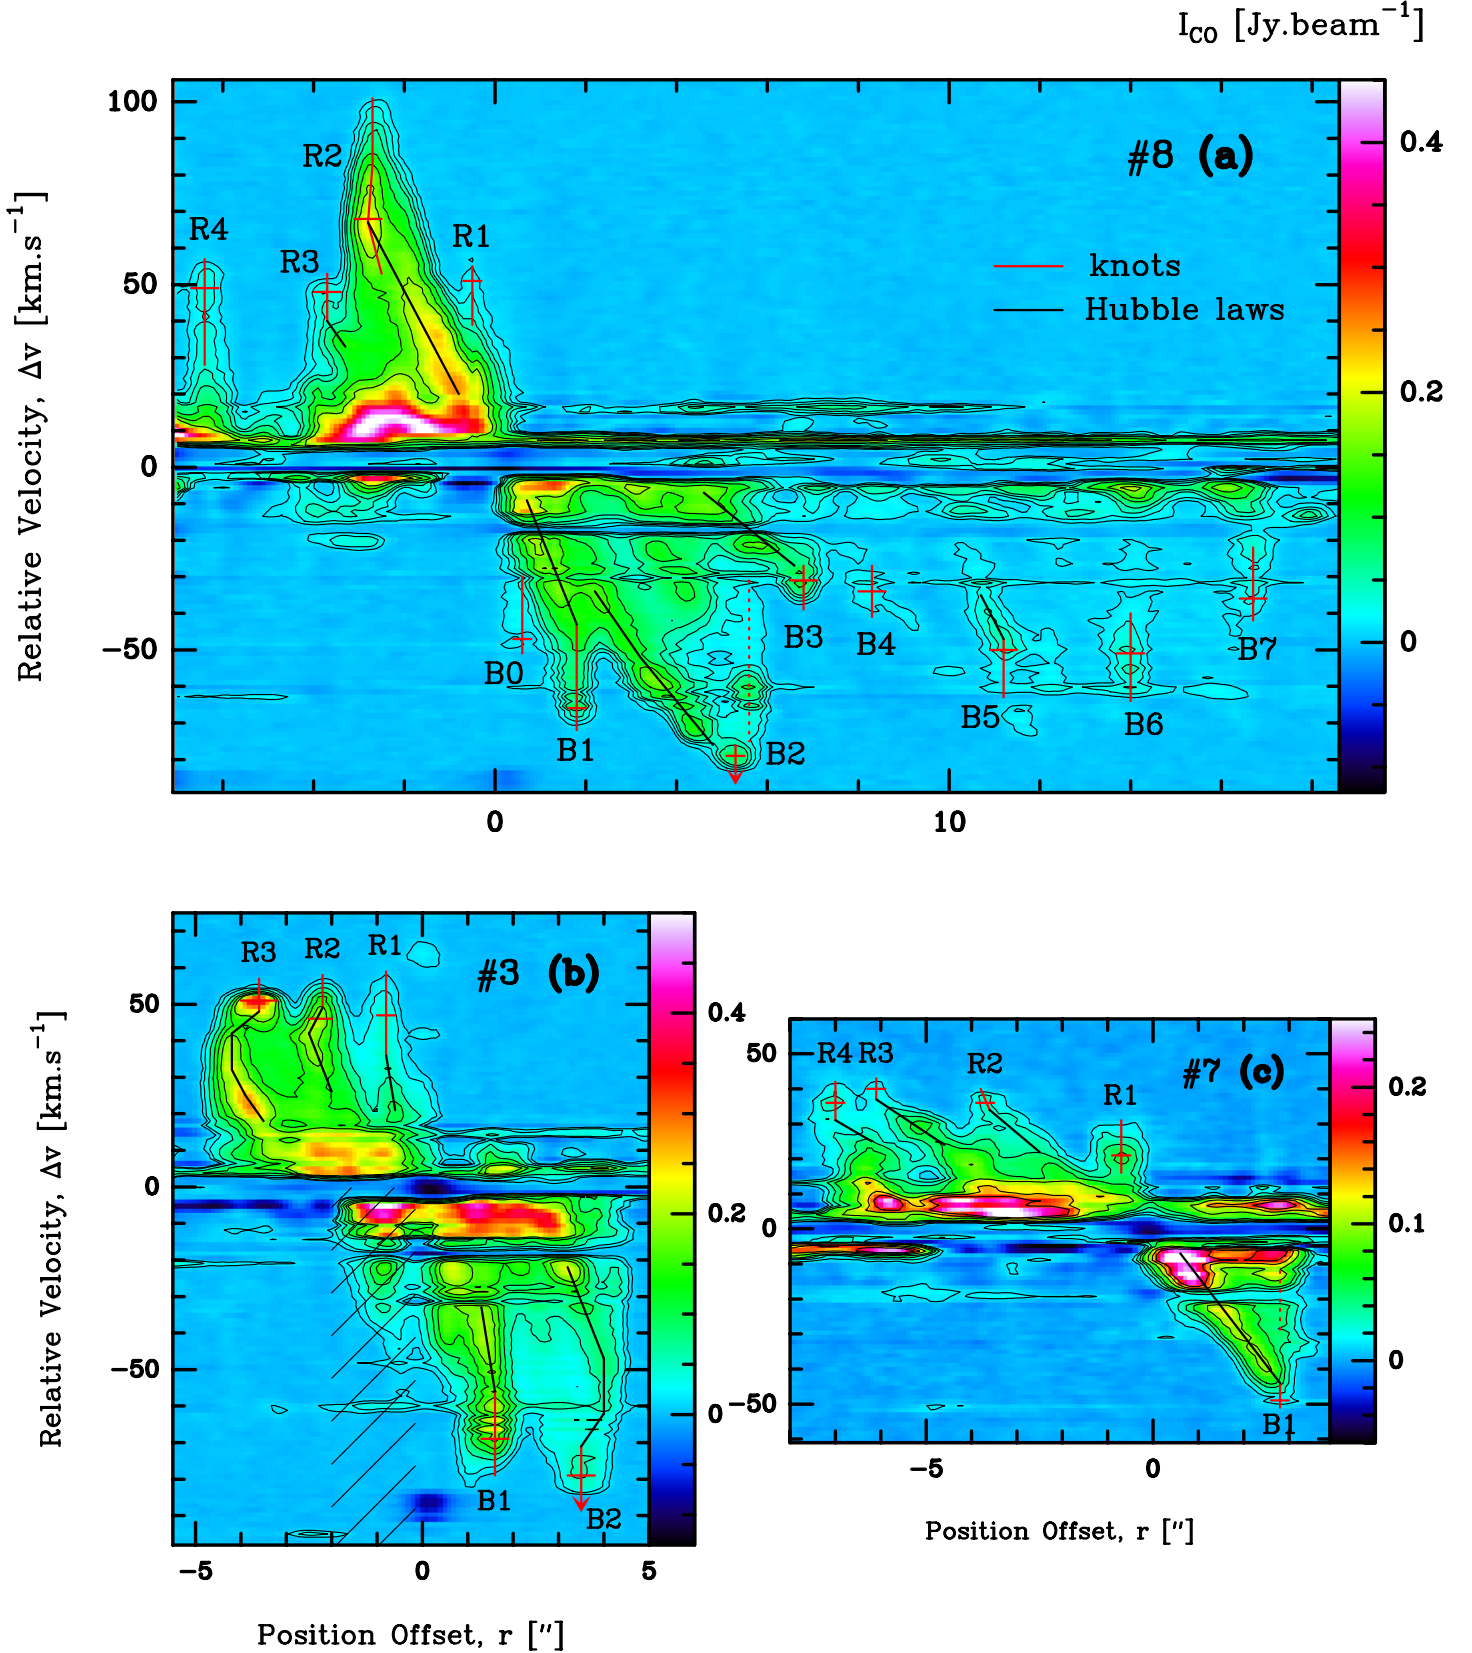 I_CO [Jy.beam⁻¹]
100
50
0
−50
Relative Velocity, Δv [km.s⁻¹]
#8 (a)
R4
R3
R2
R1
knots
Hubble laws
B0
B1
B2
B3
B4
B5
B6
B7
0.4
0.2
0
0
10
#3 (b)
R3
R2
R1
50
0
−50
Relative Velocity, Δv [km.s⁻¹]
B1
B2
0.4
0.2
0
−5
0
5
Position Offset, r ["]
#7 (c)
R4
R3
R2
R1
50
0
−50
B1
0.2
0.1
0
−5
0
Position Offset, r ["]